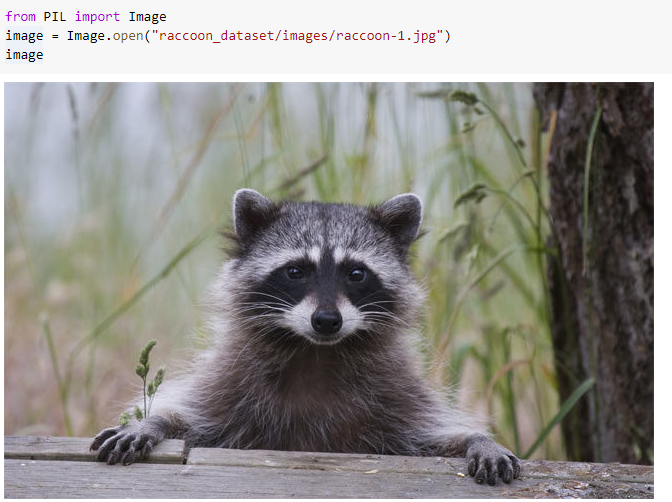 from PIL import Image
image = Image.open("raccoon_dataset/images/raccoon-1.jpg")
image